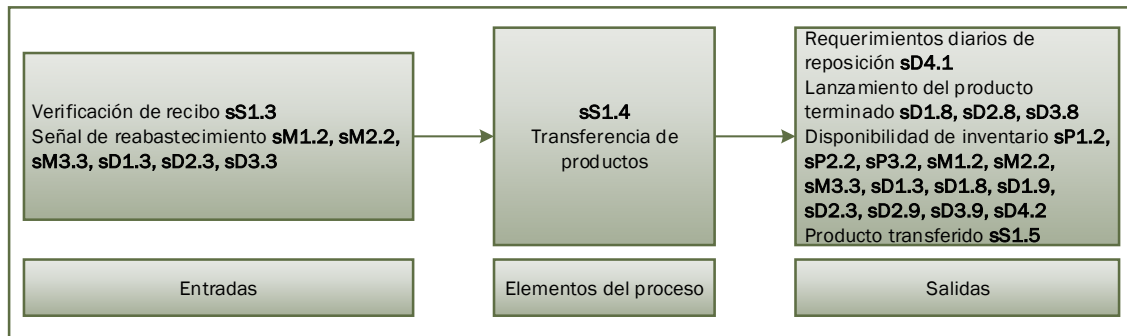 Verificación de recibo sS1.3
Señal de reabastecimiento sM1.2, sM2.2,
sM3.3, sD1.3, sD2.3, sD3.3
sS1.4
Transferencia de
productos
Requerimientos diarios de
reposición sD4.1
Lanzamiento del producto
terminado sD1.8, sD2.8, sD3.8
Disponibilidad de inventario sP1.2,
sP2.2, sP3.2, sM1.2, sM2.2,
sM3.3, sD1.3, sD1.8, sD1.9,
sD2.3, sD2.9, sD3.9, sD4.2
Producto transferido sS1.5
Entradas
Elementos del proceso
Salidas